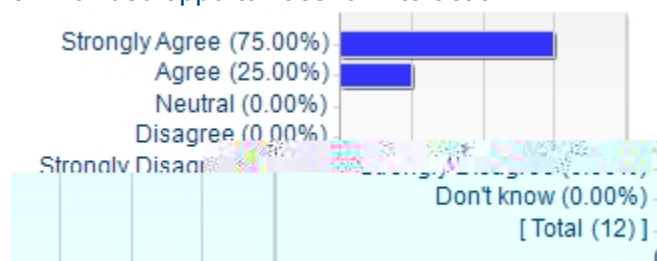 Strongly Agree (75.00%)
Agree (25.00%)
Neutral (0.00%)
Disagree (0.00%)
Strongly
Don't know (0.00%)
[ Total (12) ]